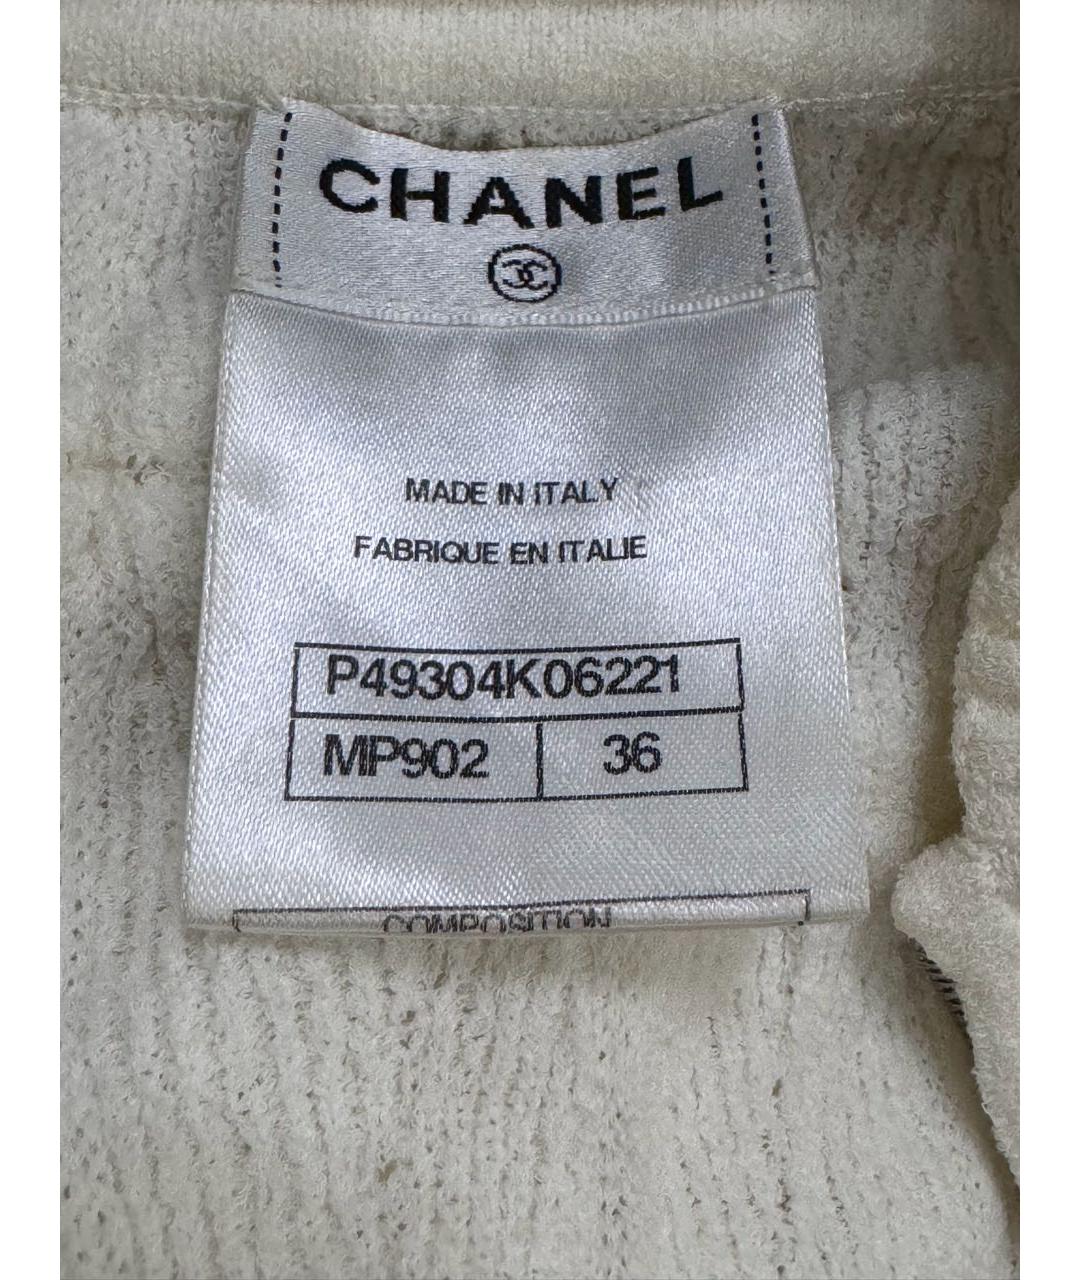 CHANEL
MADE IN ITALY
FABRIQUE EN ITALIE
P49304K06221
MP902 36
COMPOSITION